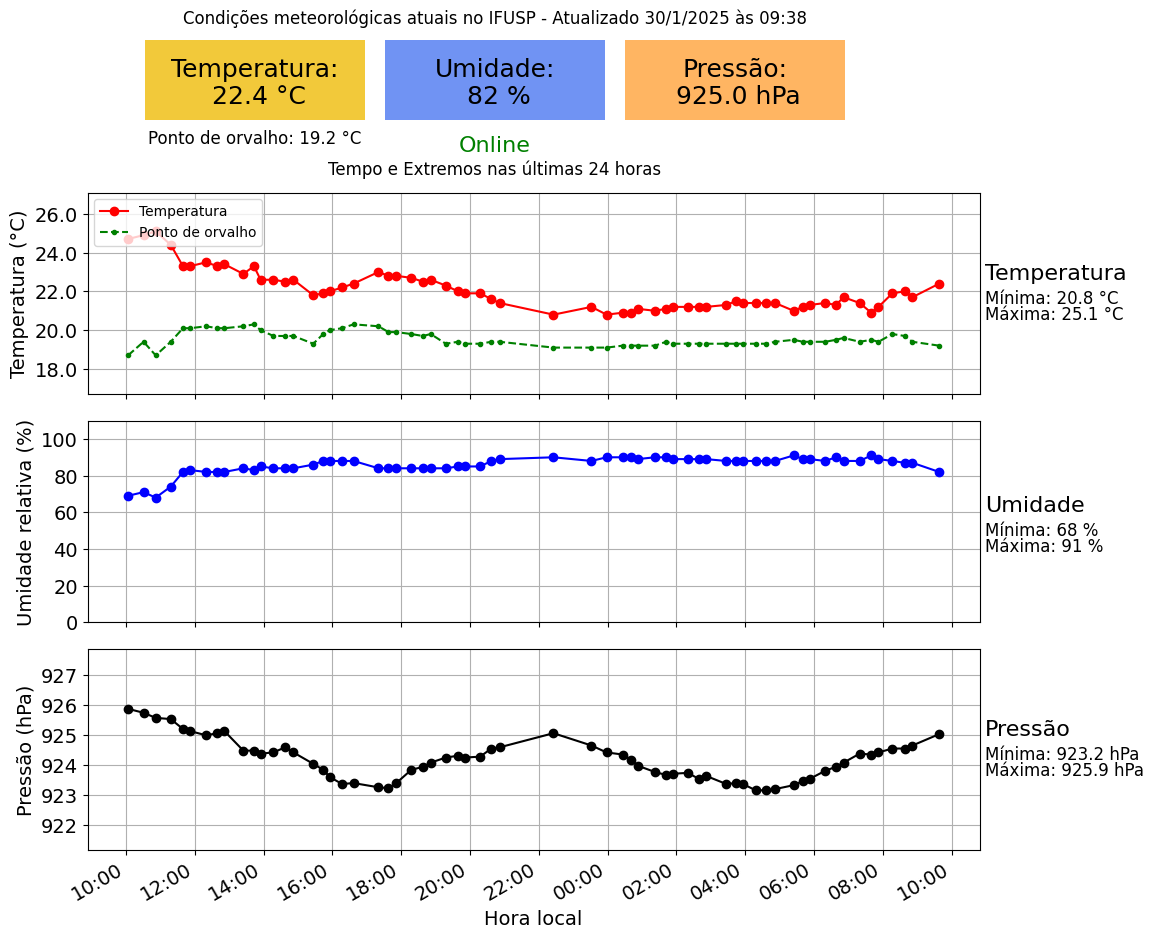 Condições meteorológicas atuais no IFUSP - Atualizado 30/1/2025 às 09:38
Temperatura:
22.4 °C
Umidade:
82 %
Pressão:
925.0 hPa
Ponto de orvalho: 19.2 °C
Online
Tempo e Extremos nas últimas 24 horas
Temperatura (°C)
26.0
24.0
22.0
20.0
18.0
Temperatura
Ponto de orvalho
Temperatura
Mínima: 20.8 °C
Máxima: 25.1 °C
Umidade relativa (%)
100
80
60
40
20
0
Umidade
Mínima: 68 %
Máxima: 91 %
Pressão (hPa)
927
926
925
924
923
922
Pressão
Mínima: 923.2 hPa
Máxima: 925.9 hPa
10:00
12:00
14:00
16:00
18:00
20:00
22:00
00:00
02:00
04:00
06:00
08:00
10:00
Hora local